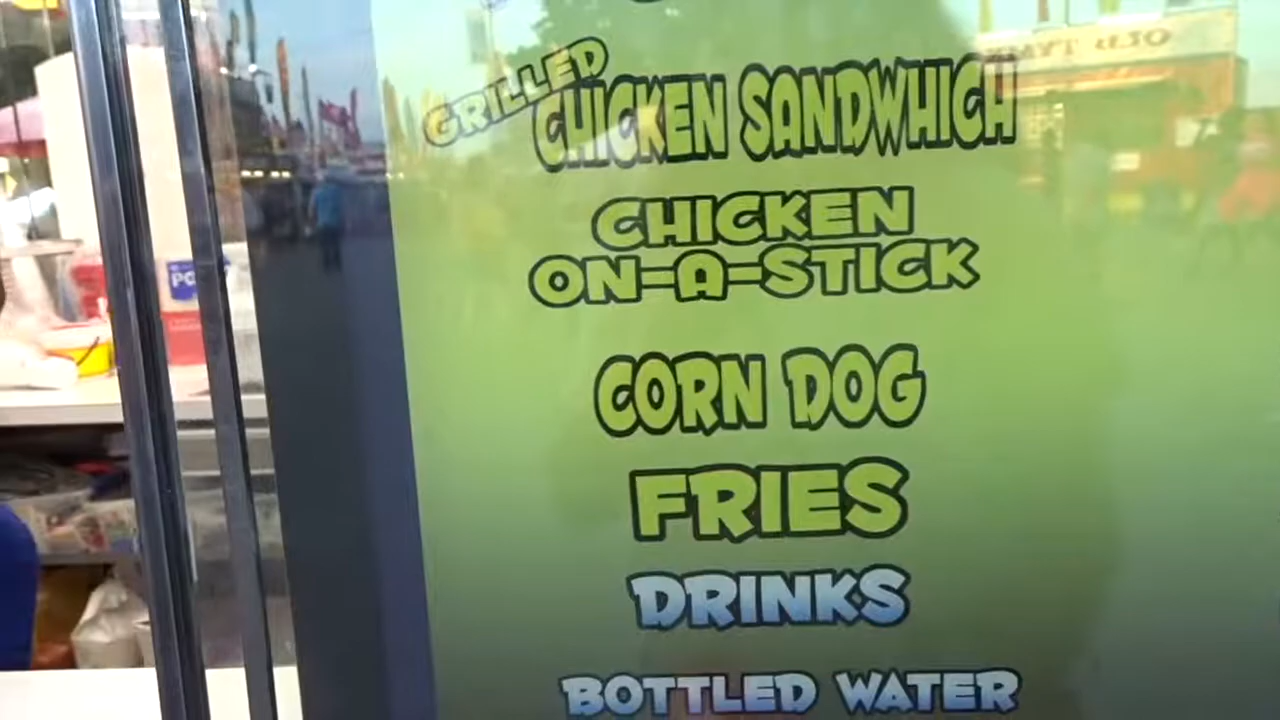 GRILLED
CHICKEN SANDWHICH
CHICKEN
ON-A-STICK
CORN DOG
FRIES
DRINKS
BOTTLED WATER